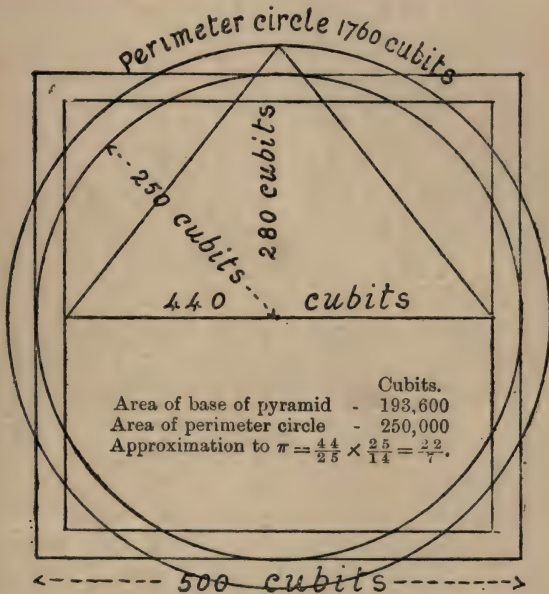 Perimeter circle 1760 cubits
250 cubits
280 cubits
440 cubits
Cubits.
Area of base of pyramid - 193,600
Area of perimeter circle - 250,000
Approximation to π = 44/25 × 25/14 = 22/7.
500 cubits